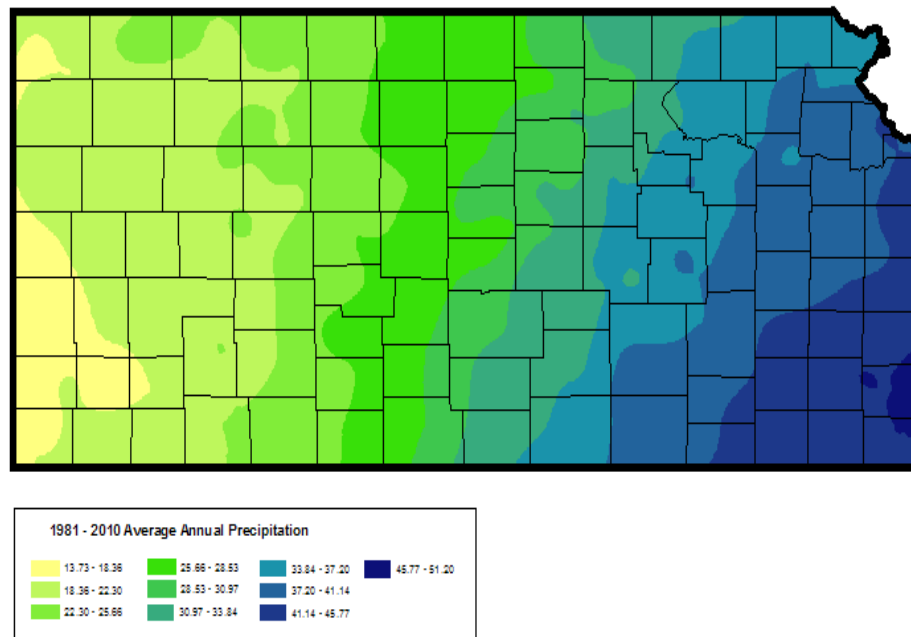 1981 - 2010 Average Annual Precipitation
13.73 - 18.36
25.66 - 28.53
33.84 - 37.20
45.77 - 51.20
18.36 - 22.30
28.53 - 30.97
37.20 - 41.14
22.30 - 25.66
30.97 - 33.84
41.14 - 45.77